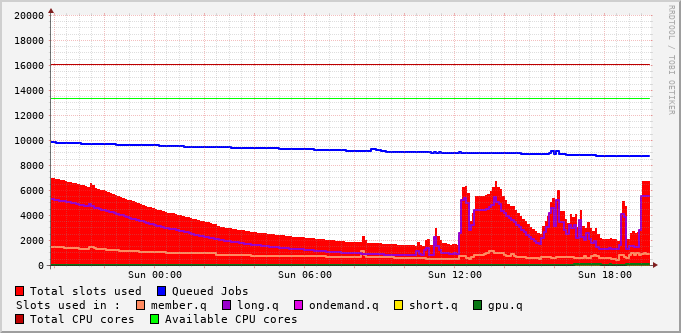 20000
18000
16000
14000
12000
10000
8000
6000
4000
2000
0
Sun 00:00 Sun 06:00 Sun 12:00 Sun 18:00
RRDTOOL / TOBI OETIKER
Total slots used Queued Jobs
Slots used in : member.q long.q ondemand.q short.q gpu.q
Total CPU cores Available CPU cores